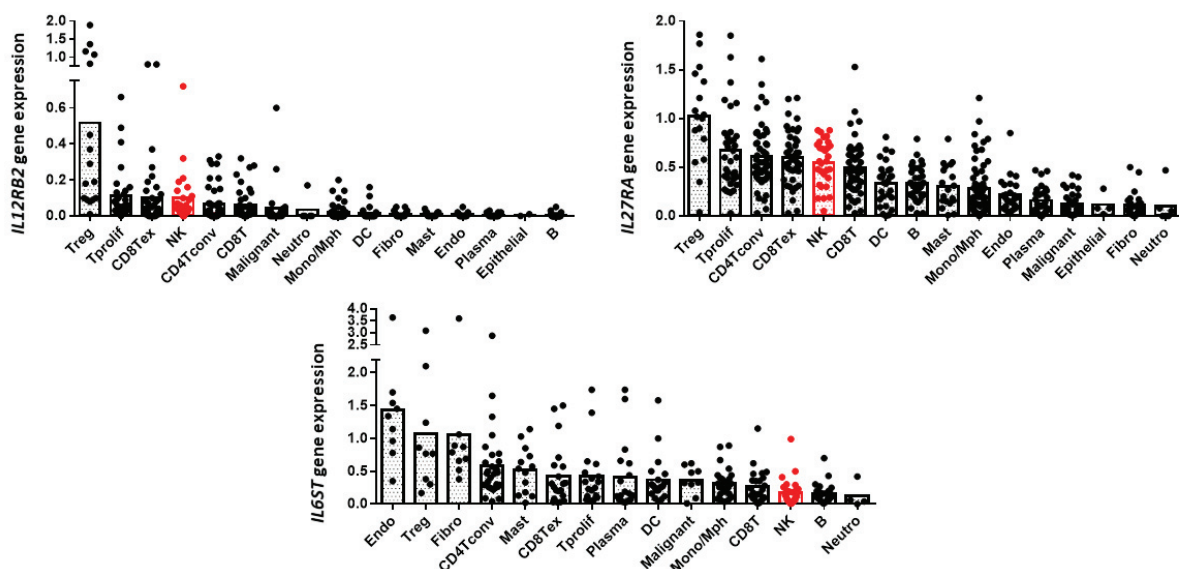 IL12RB2 gene expression
2.0
1.5
1.0
0.6
0.4
0.2
0.0
Treg
Tprolif
CD8Tex
NK
CD4Tconv
CD8T
Malignant
Neutro
Mono/Mph
DC
Fibro
Mast
Endo
Plasma
Epithelial
B
IL27RA gene expression
2.0
1.5
1.0
0.5
0.0
Treg
Tprolif
CD4Tconv
CD8Tex
NK
CD8T
DC
B
Mast
Mono/Mph
Endo
Plasma
Malignant
Epithelial
Fibro
Neutro
IL6ST gene expression
4.0
3.5
3.0
2.5
2.0
1.5
1.0
0.5
0.0
Endo
Treg
Fibro
CD4Tconv
Mast
CD8Tex
Tprolif
Plasma
DC
Malignant
Mono/Mph
CD8T
NK
B
Neutro